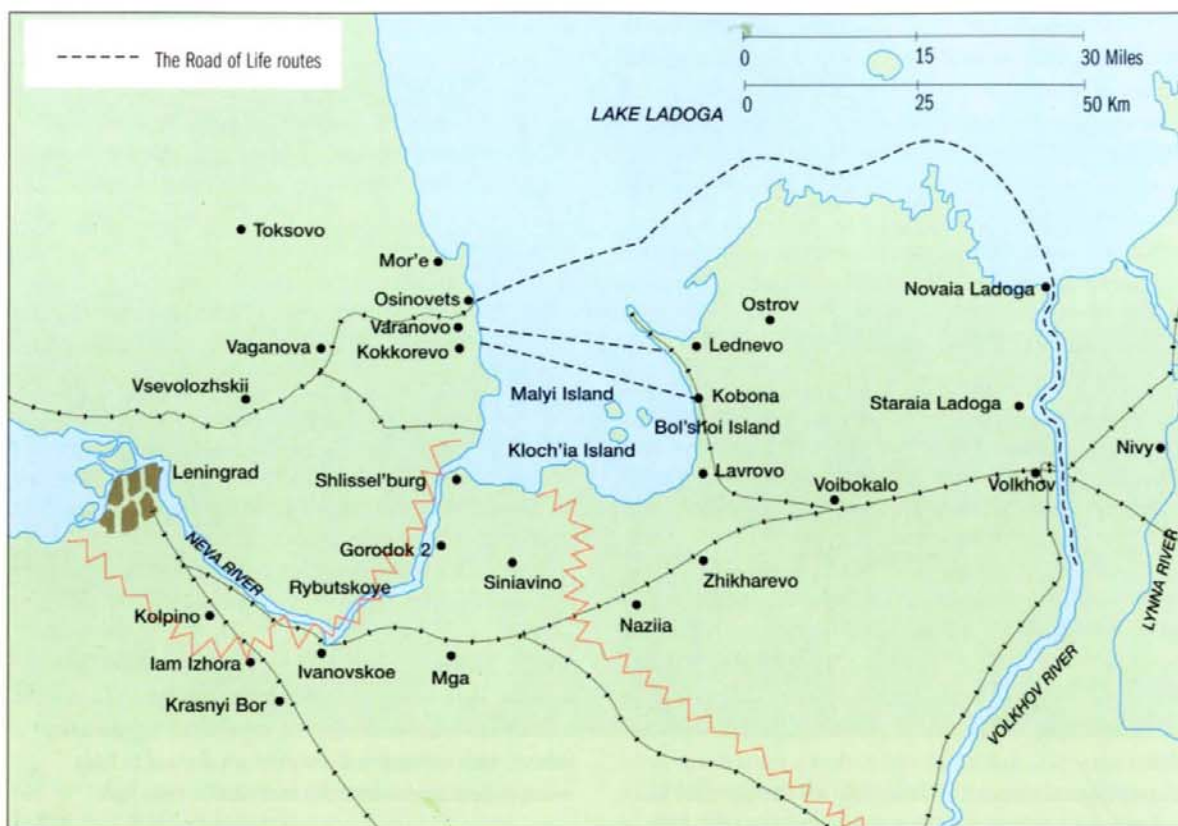 The Road of Life routes
0 15 30 Miles
0 25 50 Km
LAKE LADOGA
Toksovo
Mor'e
Osinovets
Novaia Ladoga
Ostrov
Varanovo
Vaganova
Kokkorevo
Lednevo
Vsevolozhskii
Malyi Island
Kobona
Staraia Ladoga
Bol'shoi Island
Kloch'ia Island
Nivy
Leningrad
Shlissel'burg
Lavrovo
Voibokalo
Volkhov
NEVA RIVER
Gorodok 2
Siniavino
Zhikharevo
Rybutskoye
LYNNA RIVER
Kolpino
Naziia
Iam Izhora
Ivanovskoe
Mga
Krasnyi Bor
VOLKHOV RIVER